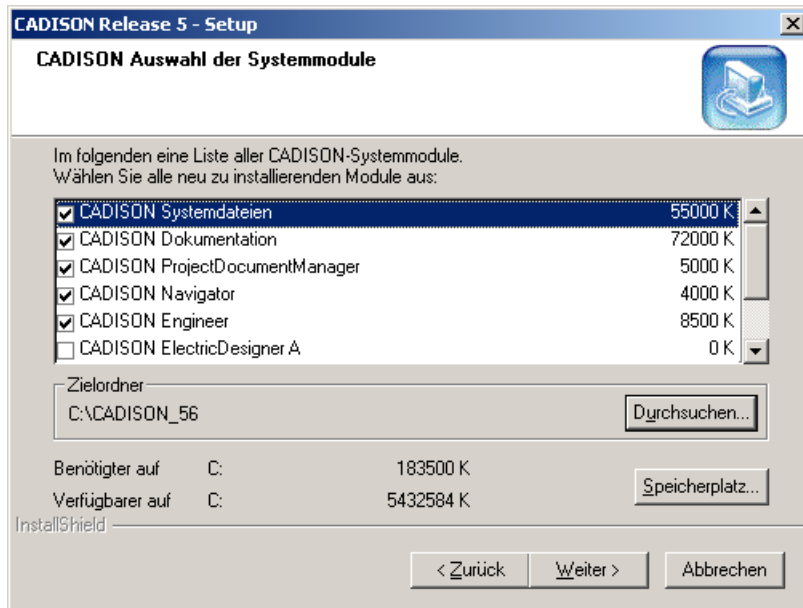 CADISON Release 5 - Setup
CADISON Auswahl der Systemmodule
Im folgenden eine Liste aller CADISON-Systemmodule.
Wählen Sie alle neu zu installierenden Module aus:
CADISON Systemdateien 55000 K
CADISON Dokumentation 72000 K
CADISON ProjectDocumentManager 5000 K
CADISON Navigator 4000 K
CADISON Engineer 8500 K
CADISON ElectricDesigner A 0 K
Zielordner
C:\CADISON_56 Durchsuchen...
Benötigter auf C: 183500 K
Speicherplatz...
Verfügbarer auf C: 5432584 K
InstallShield
< Zurück Weiter > Abbrechen